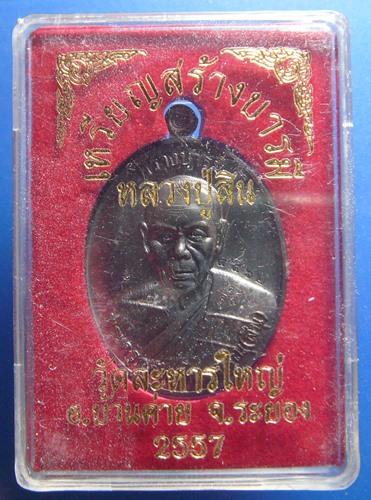 เหรียญสร้างบารมี
หลวงปู่สิน
วัดละหารใหญ่
อ.บ้านค่าย จ.ระยอง
2557